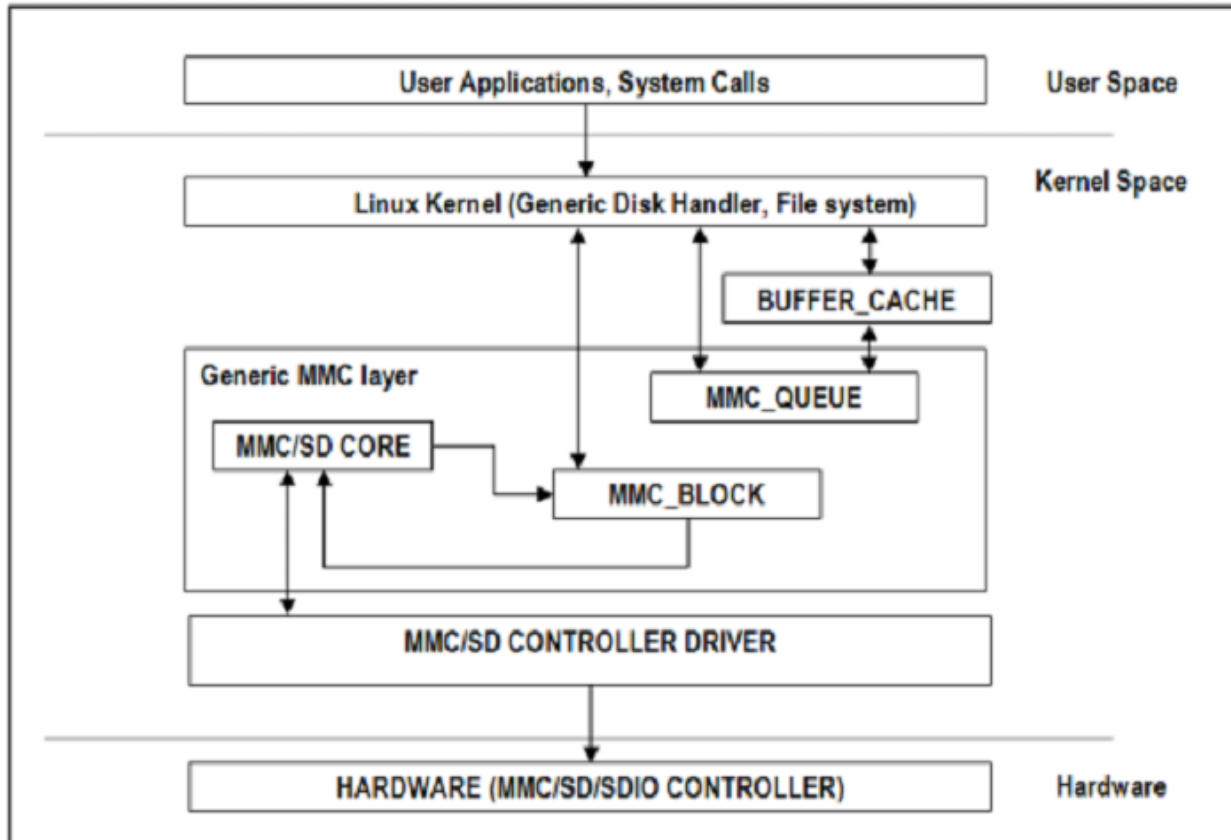 User Applications, System Calls
User Space
Kernel Space
Linux Kernel (Generic Disk Handler, File system)
BUFFER_CACHE
Generic MMC layer
MMC_QUEUE
MMC/SD CORE
MMC_BLOCK
MMC/SD CONTROLLER DRIVER
HARDWARE (MMC/SD/SDIO CONTROLLER)
Hardware